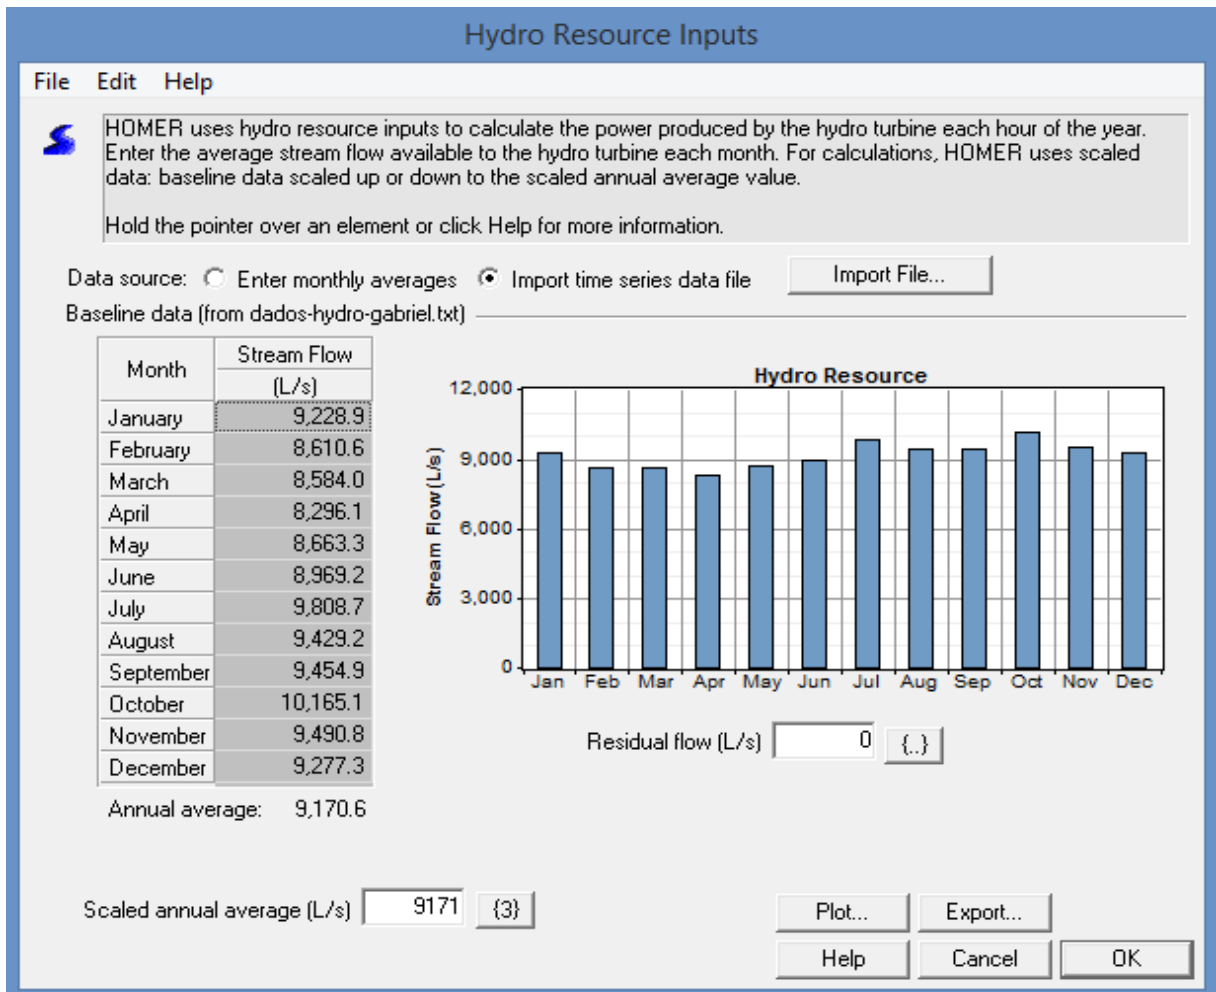 Hydro Resource Inputs
File Edit Help
HOMER uses hydro resource inputs to calculate the power produced by the hydro turbine each hour of the year.
Enter the average stream flow available to the hydro turbine each month. For calculations, HOMER uses scaled
data: baseline data scaled up or down to the scaled annual average value.
Hold the pointer over an element or click Help for more information.
Data source: Enter monthly averages Import time series data file Import File...
Baseline data (from dados-hydro-gabriel.txt)
Month Stream Flow
(L/s)
January 9,228.9
February 8,610.6
March 8,584.0
April 8,296.1
May 8,663.3
June 8,969.2
July 9,808.7
August 9,429.2
September 9,454.9
October 10,165.1
November 9,490.8
December 9,277.3
Annual average: 9,170.6
Hydro Resource
Stream Flow (L/s)
12,000
9,000
6,000
3,000
0
Jan Feb Mar Apr May Jun Jul Aug Sep Oct Nov Dec
Residual flow (L/s) 0 {..}
Scaled annual average (L/s) 9171 {3}
Plot... Export...
Help Cancel OK